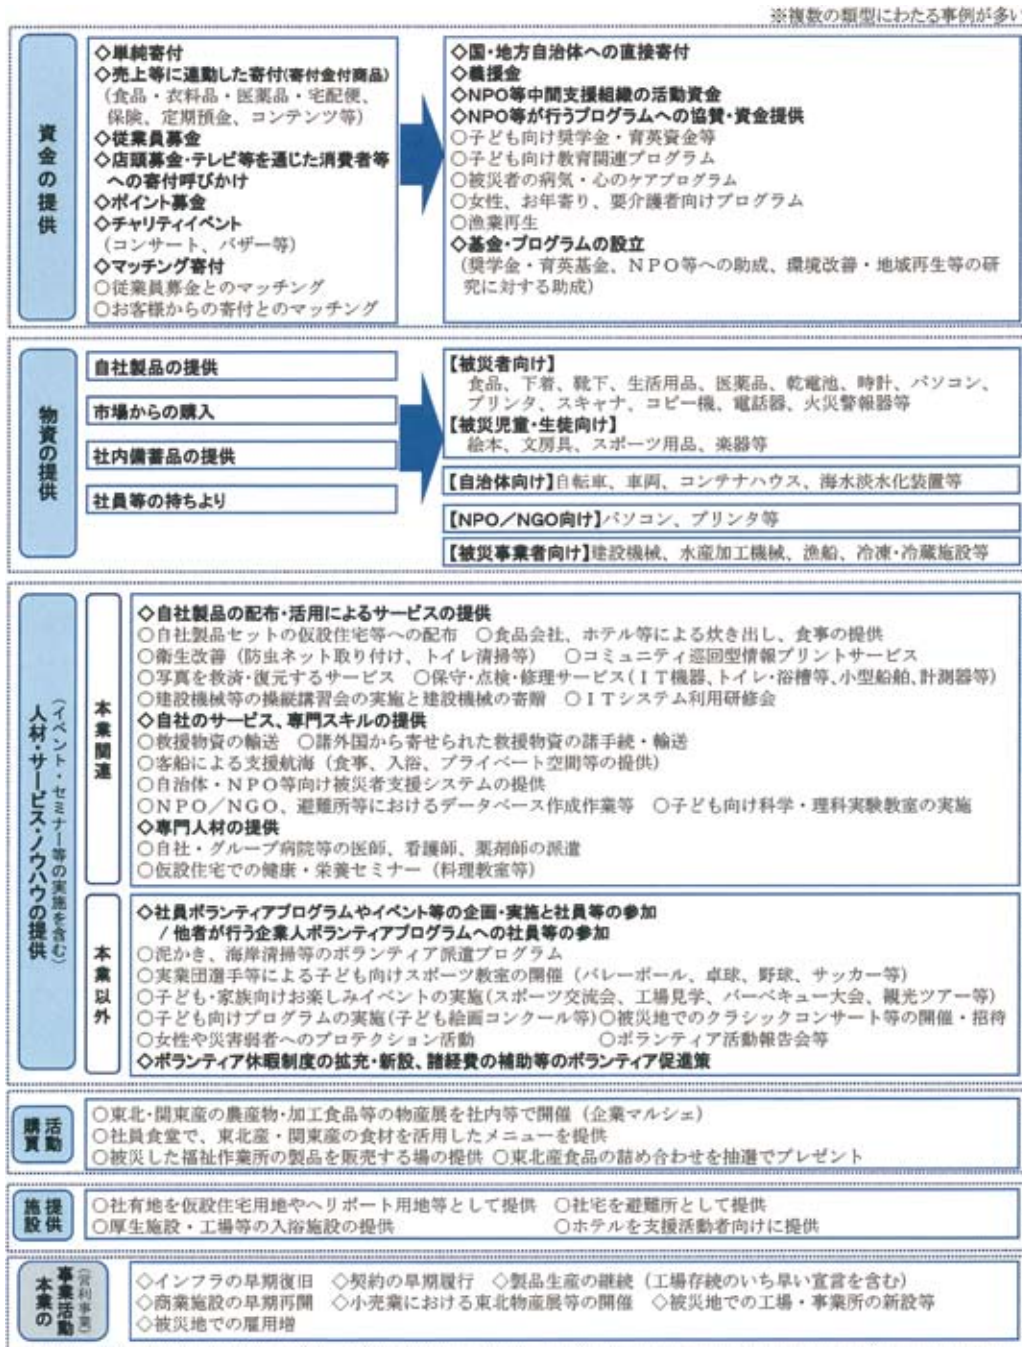 ※複数の類型にわたる事例が多い
資金の提供
◇単純寄付
◇売上等に連動した寄付(寄付金付商品)
(食品・衣料品・医薬品・宅配便、
保険、定期預金、コンテンツ等)
◇従業員募金
◇店頭募金・テレビ等を通じた消費者等
への寄付呼びかけ
◇ポイント募金
◇チャリティイベント
(コンサート、バザー等)
◇マッチング寄付
○従業員募金とのマッチング
○お客様からの寄付とのマッチング
◇国・地方自治体への直接寄付
◇義援金
◇NPO等中間支援組織の活動資金
◇NPO等が行うプログラムへの協賛・資金提供
○子ども向け奨学金・育英資金等
○子ども向け教育関連プログラム
○被災者の病気・心のケアプログラム
○女性、お年寄り、要介護者向けプログラム
○漁業再生
◇基金・プログラムの設立
(奨学金・育英基金、NPO等への助成、環境改善・地域再生等の研
究に対する助成)
物資の提供
自社製品の提供
市場からの購入
社内備蓄品の提供
社員等の持ちより
【被災者向け】
食品、下着、靴下、生活用品、医薬品、乾電池、時計、パソコン、
プリンタ、スキャナ、コピー機、電話器、火災警報器等
【被災児童・生徒向け】
絵本、文房具、スポーツ用品、楽器等
【自治体向け】自転車、車両、コンテナハウス、海水淡水化装置等
【NPO/NGO向け】パソコン、プリンタ等
【被災事業者向け】建設機械、水産加工機械、漁船、冷凍・冷蔵施設等
人材・サービス・ノウハウの提供
(イベント・セミナー等の実施を含む)
本業関連
◇自社製品の配布・活用によるサービスの提供
○自社製品セットの仮設住宅等への配布 ○食品会社、ホテル等による炊き出し、食事の提供
○衛生改善(防虫ネット取り付け、トイレ清掃等) ○コミュニティ巡回型情報プリントサービス
○写真を救済・復元するサービス ○保守・点検・修理サービス(IT機器、トイレ・浴槽等、小型船舶、計測器等)
○建設機械等の操縦講習会の実施と建設機械の寄贈 ○ITシステム利用研修会
◇自社のサービス、専門スキルの提供
○救援物資の輸送 ○諸外国から寄せられた救援物資の諸手続・輸送
○客船による支援航海(食事、入浴、プライベート空間等の提供)
○自治体・NPO等向け被災者支援システムの提供
○NPO/NGO、避難所等におけるデータベース作成作業等 ○子ども向け科学・理科実験教室の実施
◇専門人材の提供
○自社・グループ病院等の医師、看護師、薬剤師の派遣
○仮設住宅での健康・栄養セミナー(料理教室等)
本業以外
◇社員ボランティアプログラムやイベント等の企画・実施と社員等の参加
/他者が行う企業人ボランティアプログラムへの社員等の参加
○泥かき、海岸清掃等のボランティア派遣プログラム
○実業団選手等による子ども向けスポーツ教室の開催(バレーボール、卓球、野球、サッカー等)
○子ども・家族向けお楽しみイベントの実施(スポーツ交流会、工場見学、バーベキュー大会、観光ツアー等)
○子ども向けプログラムの実施(子ども絵画コンクール等)○被災地でのクラシックコンサート等の開催・招待
○女性や災害弱者へのプロテクション活動 ○ボランティア活動報告会等
◇ボランティア休暇制度の拡充・新設、諸経費の補助等のボランティア促進策
購買活動
○東北・関東産の農産物・加工食品等の物産展を社内等で開催(企業マルシェ)
○社員食堂で、東北産・関東産の食材を活用したメニューを提供
○被災した福祉作業所の製品を販売する場の提供 ○東北産食品の詰め合わせを抽選でプレゼント
施設提供
○社有地を仮設住宅用地やヘリポート用地等として提供 ○社宅を避難所として提供
○厚生施設・工場等の入浴施設の提供 ○ホテルを支援活動者向けに提供
本業の事業活動
(営利事業)
◇インフラの早期復旧 ◇契約の早期履行 ◇製品生産の継続(工場存続のいち早い宣言を含む)
◇商業施設の早期再開 ◇小売業における東北物産展等の開催 ◇被災地での工場・事業所の新設等
◇被災地での雇用増